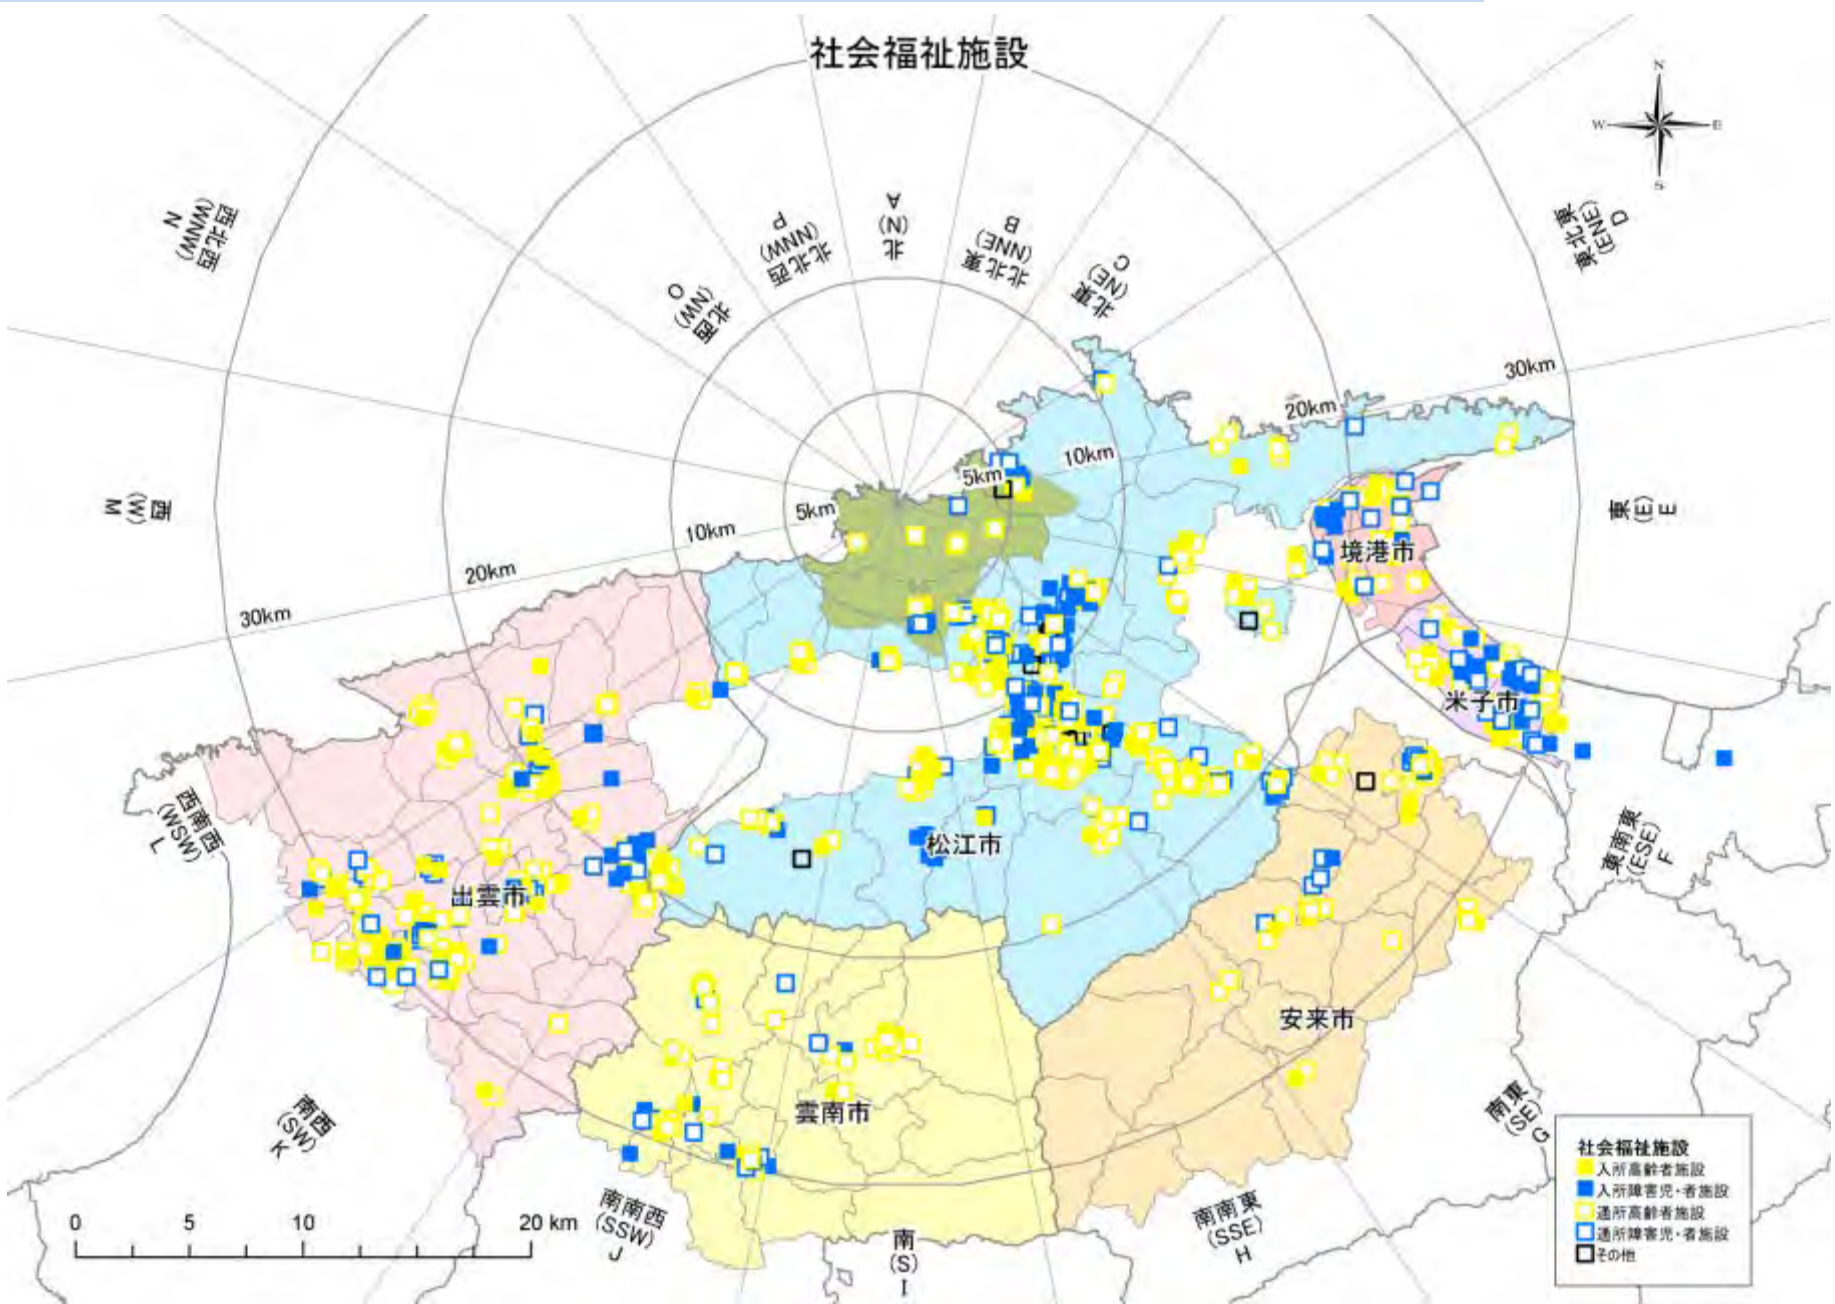 社会福祉施設
N
W
E
S
北
(N)
A
北北東
(NNE)
B
北東
(NE)
C
東北東
(ENE)
D
東
(E)
E
東南東
(ESE)
F
南東
(SE)
G
南南東
(SSE)
H
南
(S)
I
南南西
(SSW)
J
南西
(SW)
K
西南西
(WSW)
L
西
(W)
M
西北西
(WNW)
N
北西
(NW)
O
北北西
(NNW)
P
30km
20km
10km
5km
5km
10km
20km
30km
境港市
米子市
松江市
出雲市
安来市
雲南市
0 5 10 20 km
社会福祉施設
入所高齢者施設
入所障害児・者施設
通所高齢者施設
通所障害児・者施設
その他